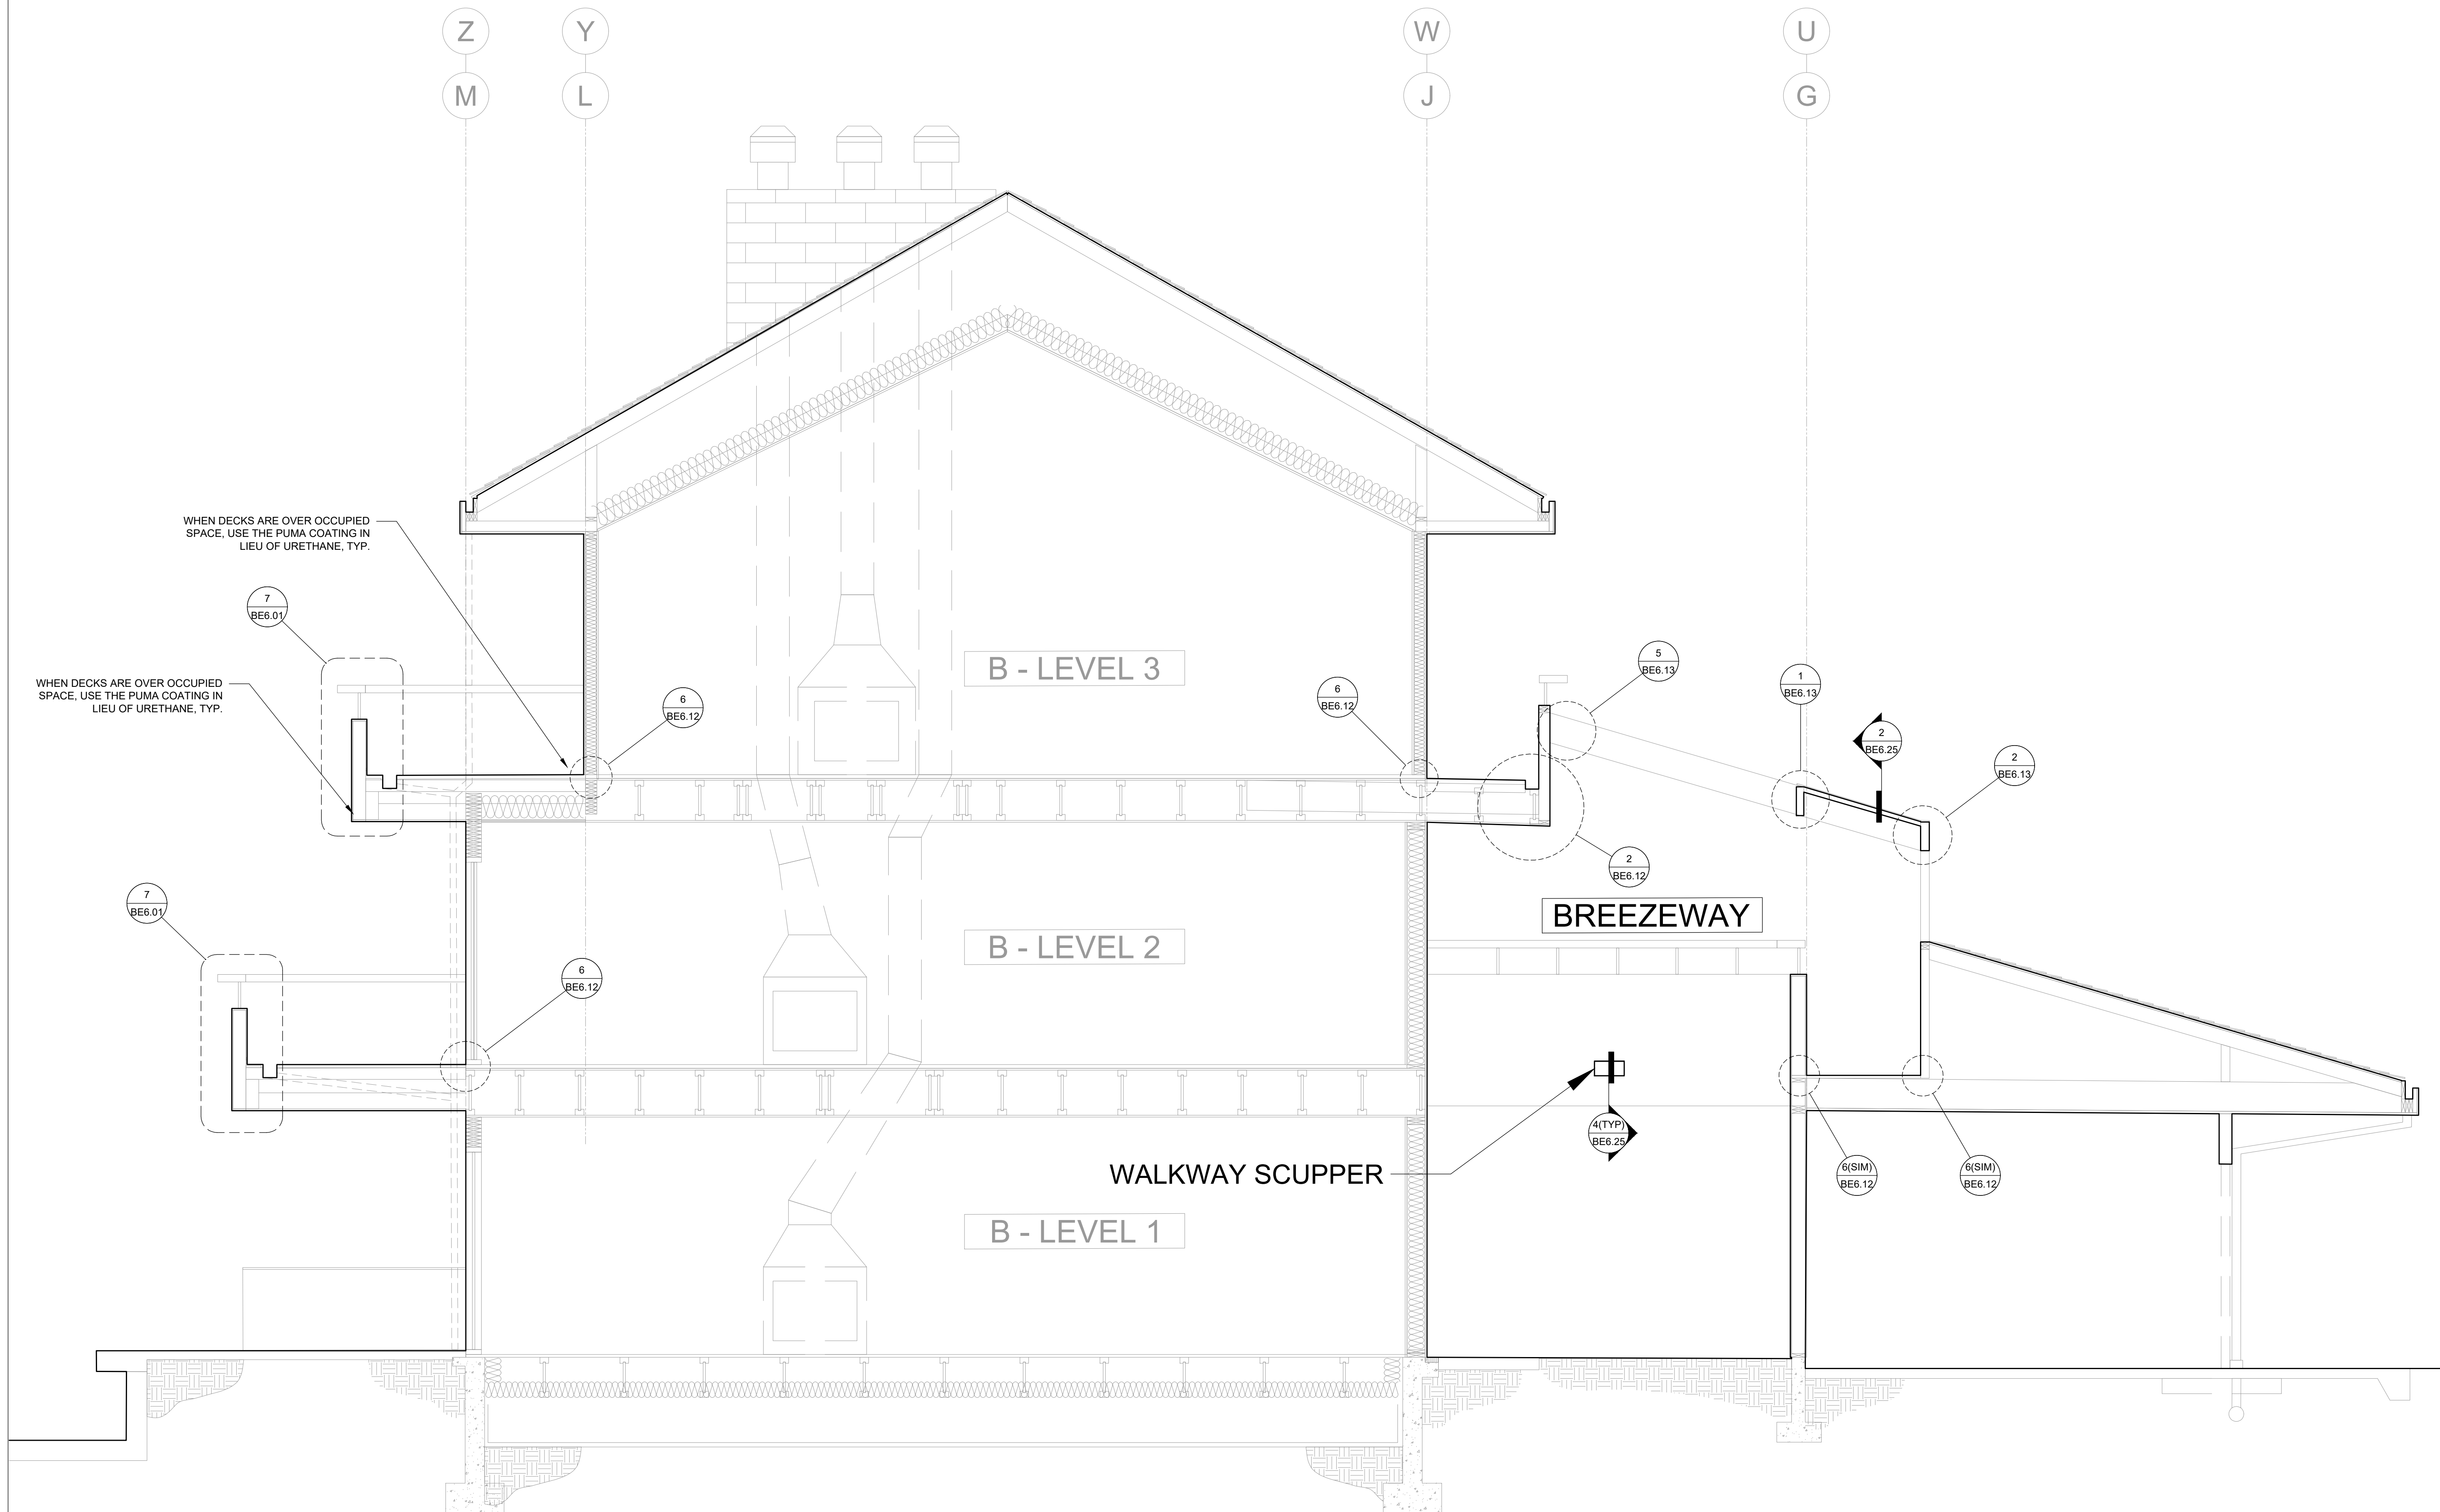 Z
Y
W
U
M
L
J
G
WHEN DECKS ARE OVER OCCUPIED
SPACE, USE THE PUMA COATING IN
LIEU OF URETHANE, TYP.
7
BE6.01
WHEN DECKS ARE OVER OCCUPIED
SPACE, USE THE PUMA COATING IN
LIEU OF URETHANE, TYP.
6
BE6.12
B - LEVEL 3
6
BE6.12
5
BE6.13
1
BE6.13
2
BE6.25
2
BE6.13
2
BE6.12
7
BE6.01
BREEZEWAY
B - LEVEL 2
6
BE6.12
4(TYP)
BE6.25
WALKWAY SCUPPER
6(SIM)
BE6.12
6(SIM)
BE6.12
B - LEVEL 1